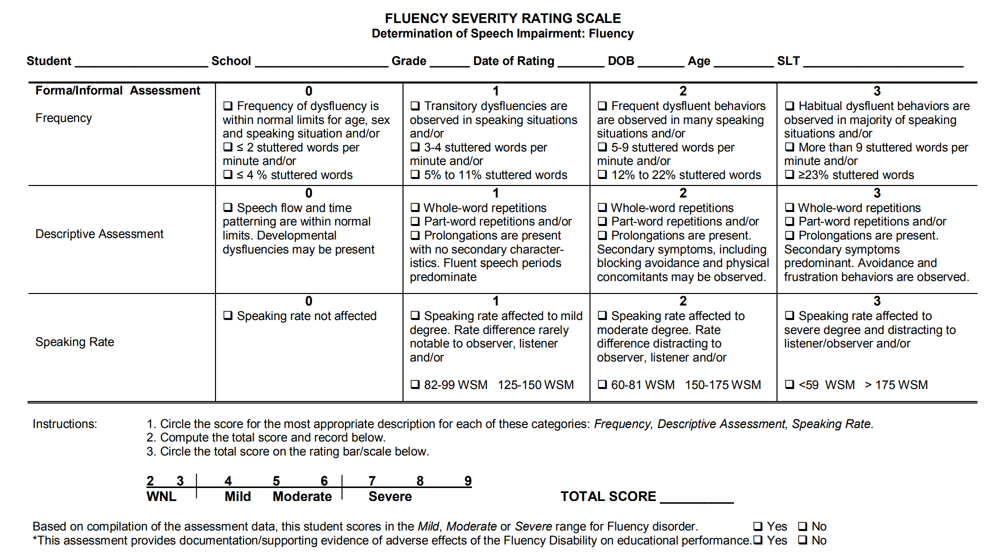 FLUENCY SEVERITY RATING SCALE
Determination of Speech Impairment: Fluency
Student ____________________ School ____________________ Grade ______ Date of Rating _______ DOB _______ Age _________ SLT ________________________
Forma/Informal Assessment
Frequency
0
❑ Frequency of dysfluency is
within normal limits for age, sex
and speaking situation and/or
❑ ≤ 2 stuttered words per
minute and/or
❑ ≤ 4 % stuttered words
1
❑ Transitory dysfluencies are
observed in speaking situations
and/or
❑ 3-4 stuttered words per
minute and/or
❑ 5% to 11% stuttered words
2
❑ Frequent dysfluent behaviors
are observed in many speaking
situations and/or
❑ 5-9 stuttered words per
minute and/or
❑ 12% to 22% stuttered words
3
❑ Habitual dysfluent behaviors are
observed in majority of speaking
situations and/or
❑ More than 9 stuttered words per
minute and/or
❑ ≥23% stuttered words
Descriptive Assessment
0
❑ Speech flow and time
patterning are within normal
limits. Developmental
dysfluencies may be present
1
❑ Whole-word repetitions
❑ Part-word repetitions and/or
❑ Prolongations are present
with no secondary character-
istics. Fluent speech periods
predominate
2
❑ Whole-word repetitions
❑ Part-word repetitions and/or
❑ Prolongations are present.
Secondary symptoms, including
blocking avoidance and physical
concomitants may be observed.
3
❑ Whole-word repetitions
❑ Part-word repetitions and/or
❑ Prolongations are present.
Secondary symptoms
predominant. Avoidance and
frustration behaviors are observed.
Speaking Rate
0
❑ Speaking rate not affected
1
❑ Speaking rate affected to mild
degree. Rate difference rarely
notable to observer, listener
and/or
❑ 82-99 WSM 125-150 WSM
2
❑ Speaking rate affected to
moderate degree. Rate
difference distracting to
observer, listener and/or
❑ 60-81 WSM 150-175 WSM
3
❑ Speaking rate affected to
severe degree and distracting to
listener/observer and/or
❑ <59 WSM > 175 WSM
Instructions: 1. Circle the score for the most appropriate description for each of these categories: Frequency, Descriptive Assessment, Speaking Rate.
2. Compute the total score and record below.
3. Circle the total score on the rating bar/scale below.
2 3 4 5 6 7 8 9
WNL Mild Moderate Severe TOTAL SCORE __________
Based on compilation of the assessment data, this student scores in the Mild, Moderate or Severe range for Fluency disorder. ❑ Yes ❑ No
*This assessment provides documentation/supporting evidence of adverse effects of the Fluency Disability on educational performance. ❑ Yes ❑ No